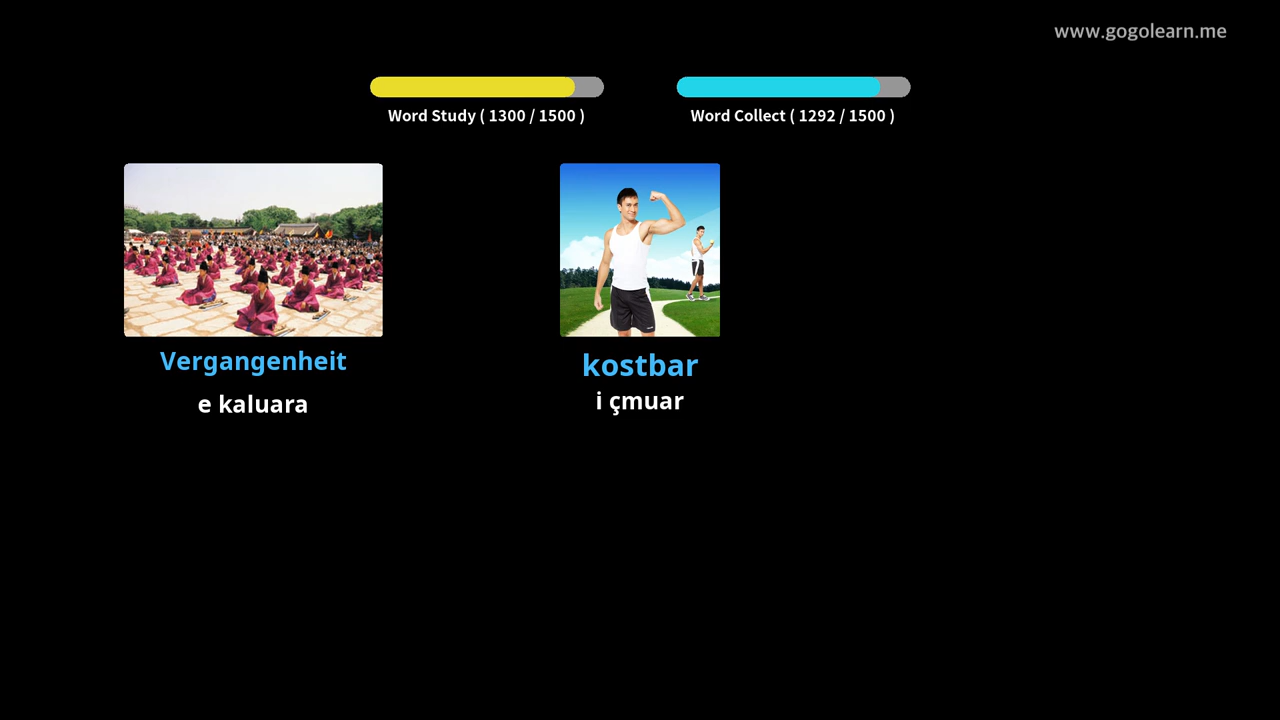 www.gogolearn.me
Word Study ( 1300 / 1500 )
Word Collect ( 1292 / 1500 )
Vergangenheit
e kaluara
kostbar
i çmuar